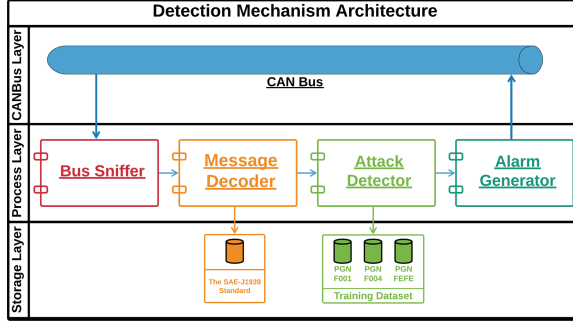 Detection Mechanism Architecture
CANBus Layer
CAN Bus
Process Layer
Bus Sniffer
Message
Decoder
Attack
Detector
Alarm
Generator
Storage Layer
The SAE-J1939
Standard
PGN PGN PGN
F001 F004 FEFE
Training Dataset